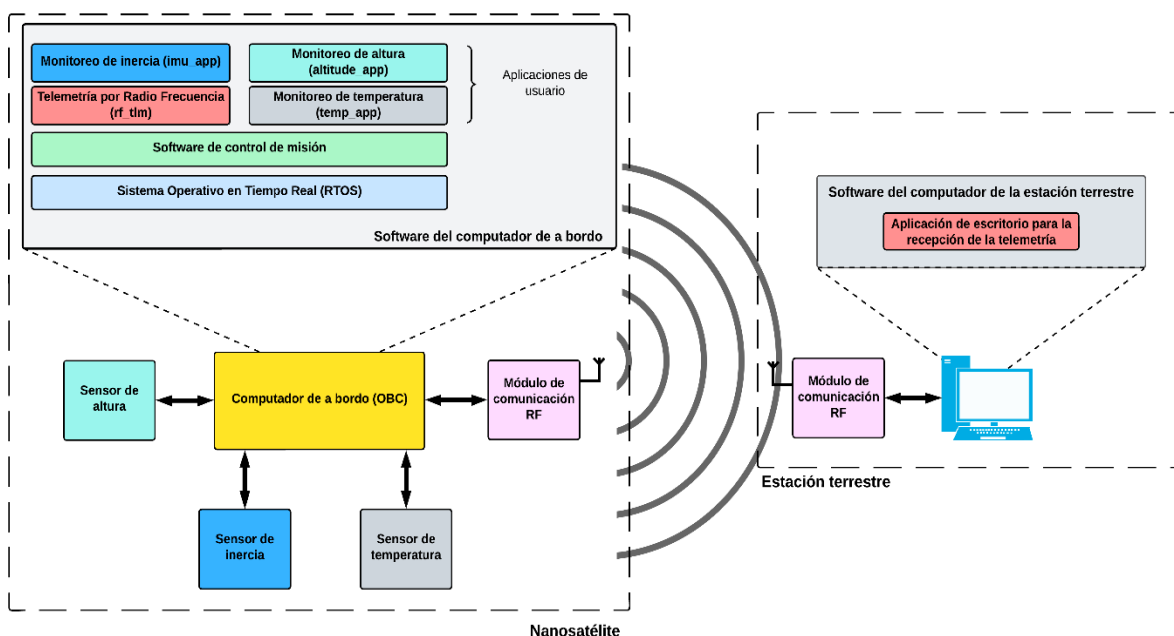 Monitoreo de inercia (imu_app)
Monitoreo de altura
(altitude_app)
Telemetría por Radio Frecuencia
(rf_tlm)
Monitoreo de temperatura
(temp_app)
Aplicaciones de
usuario
Software de control de misión
Sistema Operativo en Tiempo Real (RTOS)
Software del computador de a bordo
Software del computador de la estación terrestre
Aplicación de escritorio para la
recepción de la telemetría
Sensor de
altura
Computador de a bordo (OBC)
Módulo de
comunicación
RF
Módulo de
comunicación
RF
Estación terrestre
Sensor de
inercia
Sensor de
temperatura
Nanosatélite